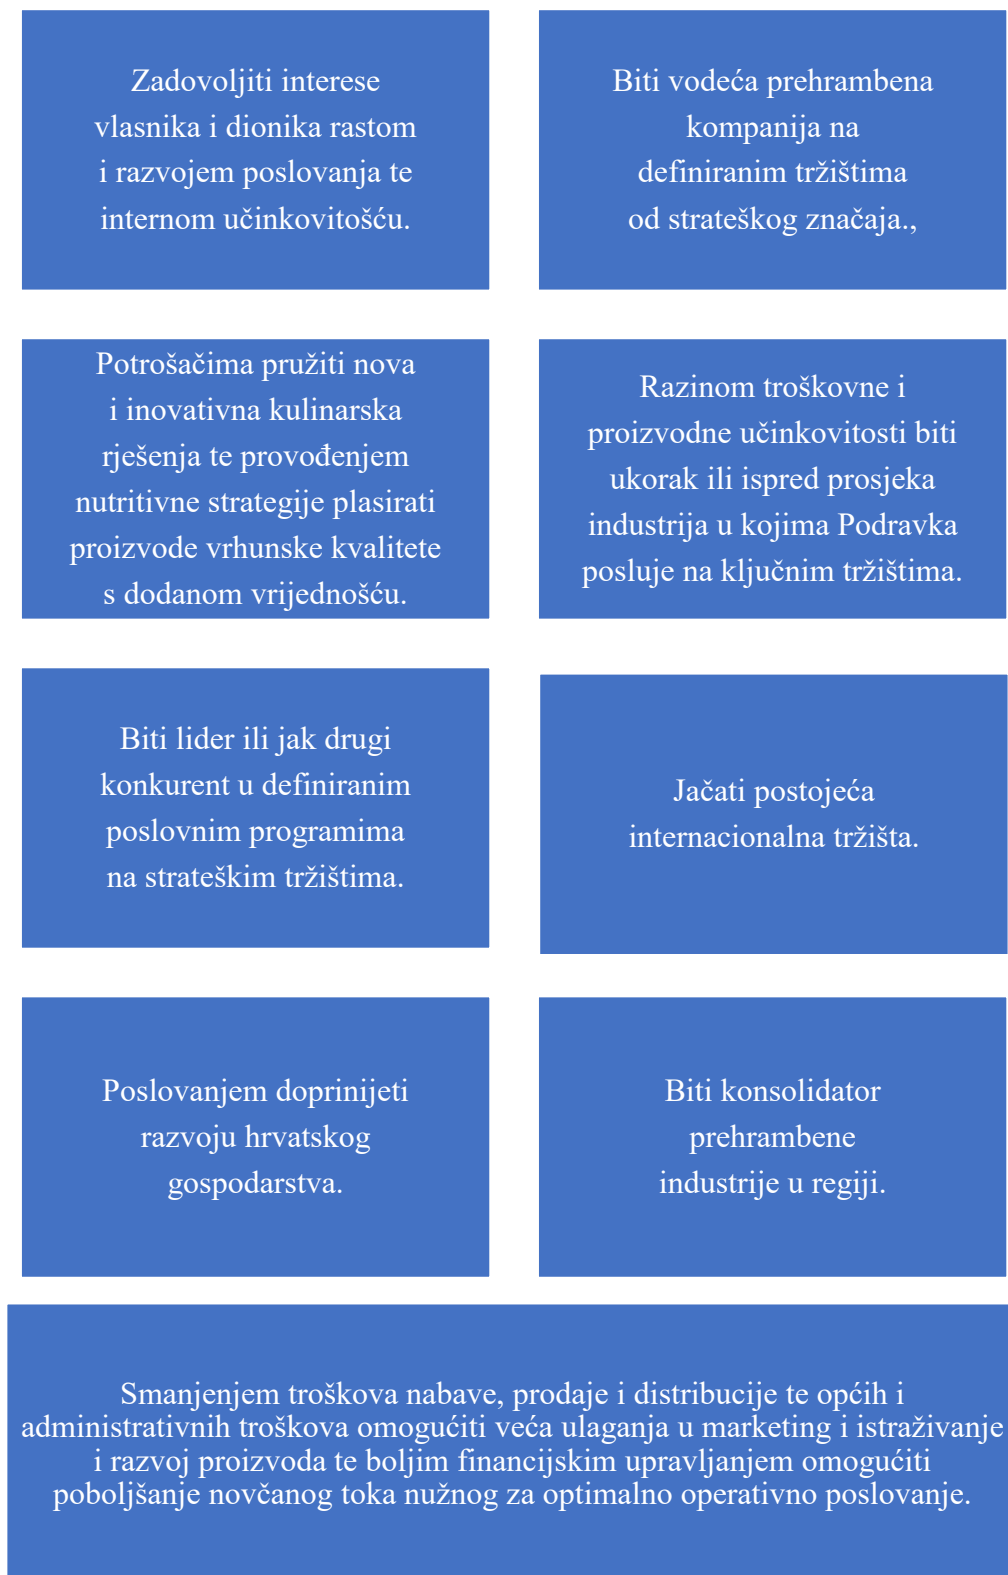 Zadovoljiti interese
vlasnika i dionika rastom
i razvojem poslovanja te
internom učinkovitošću.
Biti vodeća prehrambena
kompanija na
definiranim tržištima
od strateškog značaja.,
Potrošačima pružiti nova
i inovativna kulinarska
rješenja te provođenjem
nutritivne strategije plasirati
proizvode vrhunske kvalitete
s dodanom vrijednošću.
Razinom troškovne i
proizvodne učinkovitosti biti
ukorak ili ispred prosjeka
industrija u kojima Podravka
posluje na ključnim tržištima.
Biti lider ili jak drugi
konkurent u definiranim
poslovnim programima
na strateškim tržištima.
Jačati postojeća
internacionalna tržišta.
Poslovanjem doprinijeti
razvoju hrvatskog
gospodarstva.
Biti konsolidator
prehrambene
industrije u regiji.
Smanjenjem troškova nabave, prodaje i distribucije te općih i
administrativnih troškova omogućiti veća ulaganja u marketing i istraživanje
i razvoj proizvoda te boljim financijskim upravljanjem omogućiti
poboljšanje novčanog toka nužnog za optimalno operativno poslovanje.